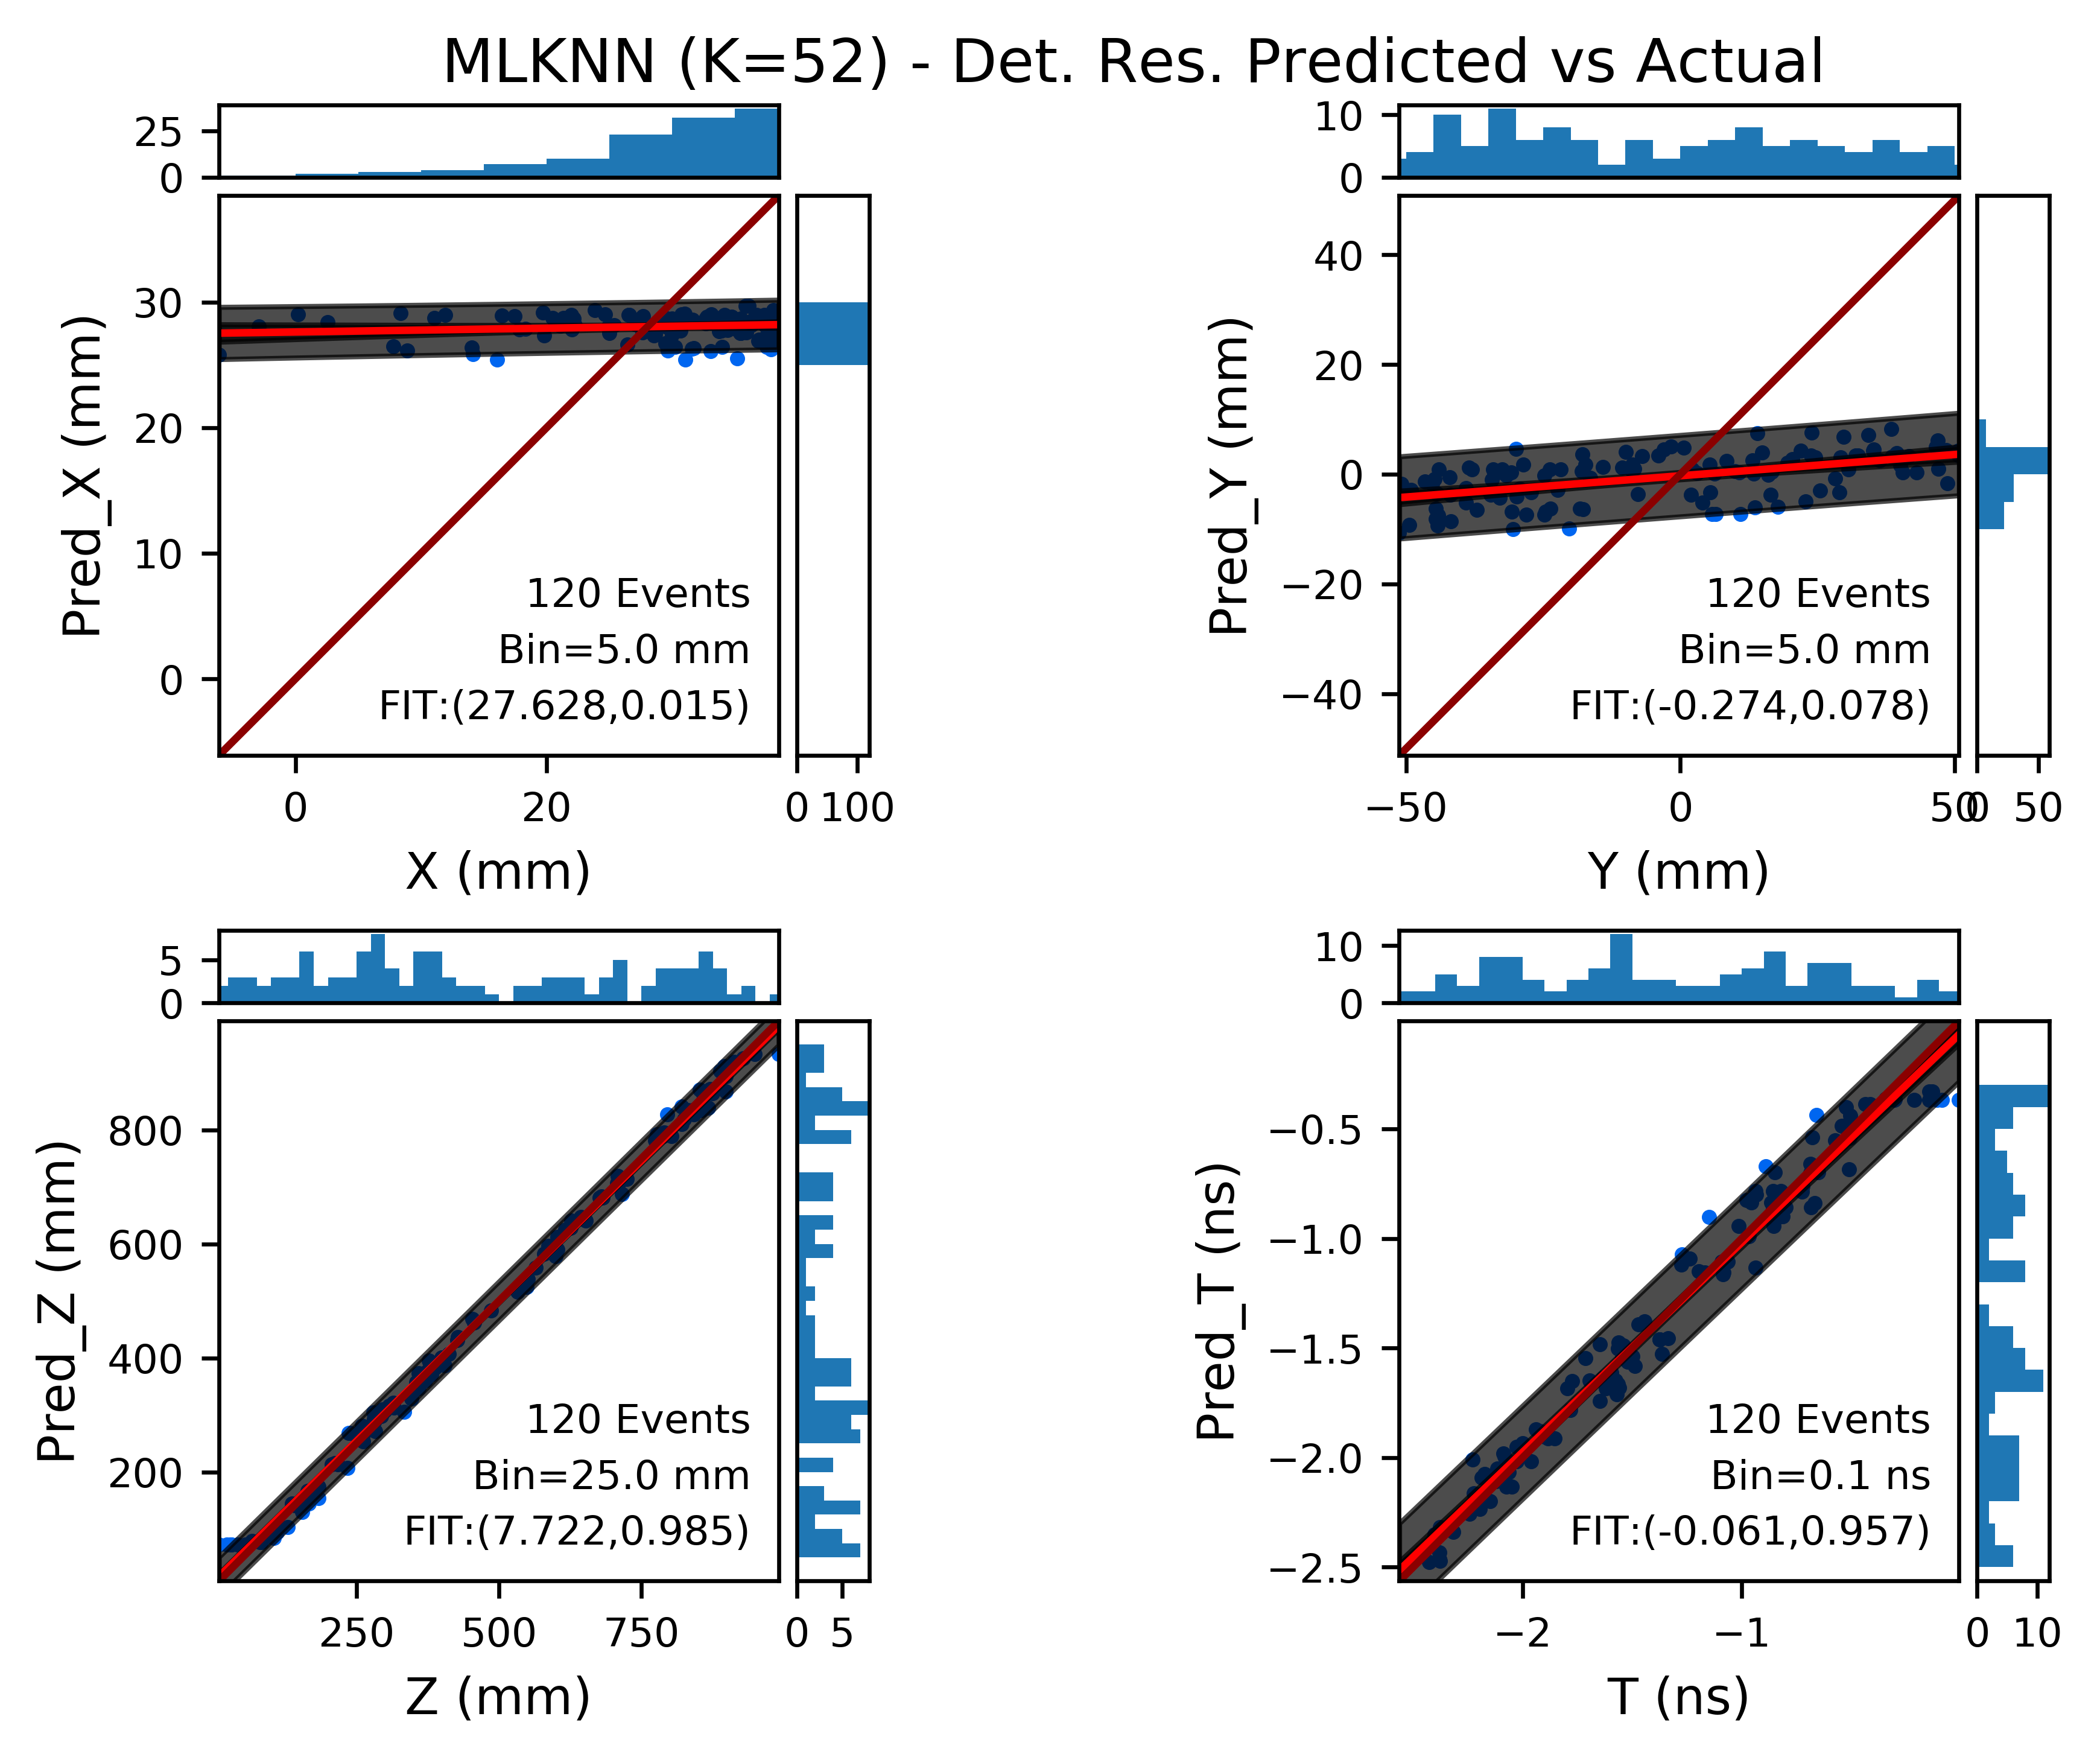 MLKNN (K=52) - Det. Res. Predicted vs Actual
25
0
30
20
10
0
Pred_X (mm)
120 Events
Bin=5.0 mm
FIT:(27.628,0.015)
0
20
0
100
X (mm)
10
0
40
20
0
−20
−40
Pred_Y (mm)
120 Events
Bin=5.0 mm
FIT:(-0.274,0.078)
−50
0
50
0
50
Y (mm)
5
0
800
600
400
200
Pred_Z (mm)
120 Events
Bin=25.0 mm
FIT:(7.722,0.985)
250
500
750
0
5
Z (mm)
10
0
−0.5
−1.0
−1.5
−2.0
−2.5
Pred_T (ns)
120 Events
Bin=0.1 ns
FIT:(-0.061,0.957)
−2
−1
0
10
T (ns)